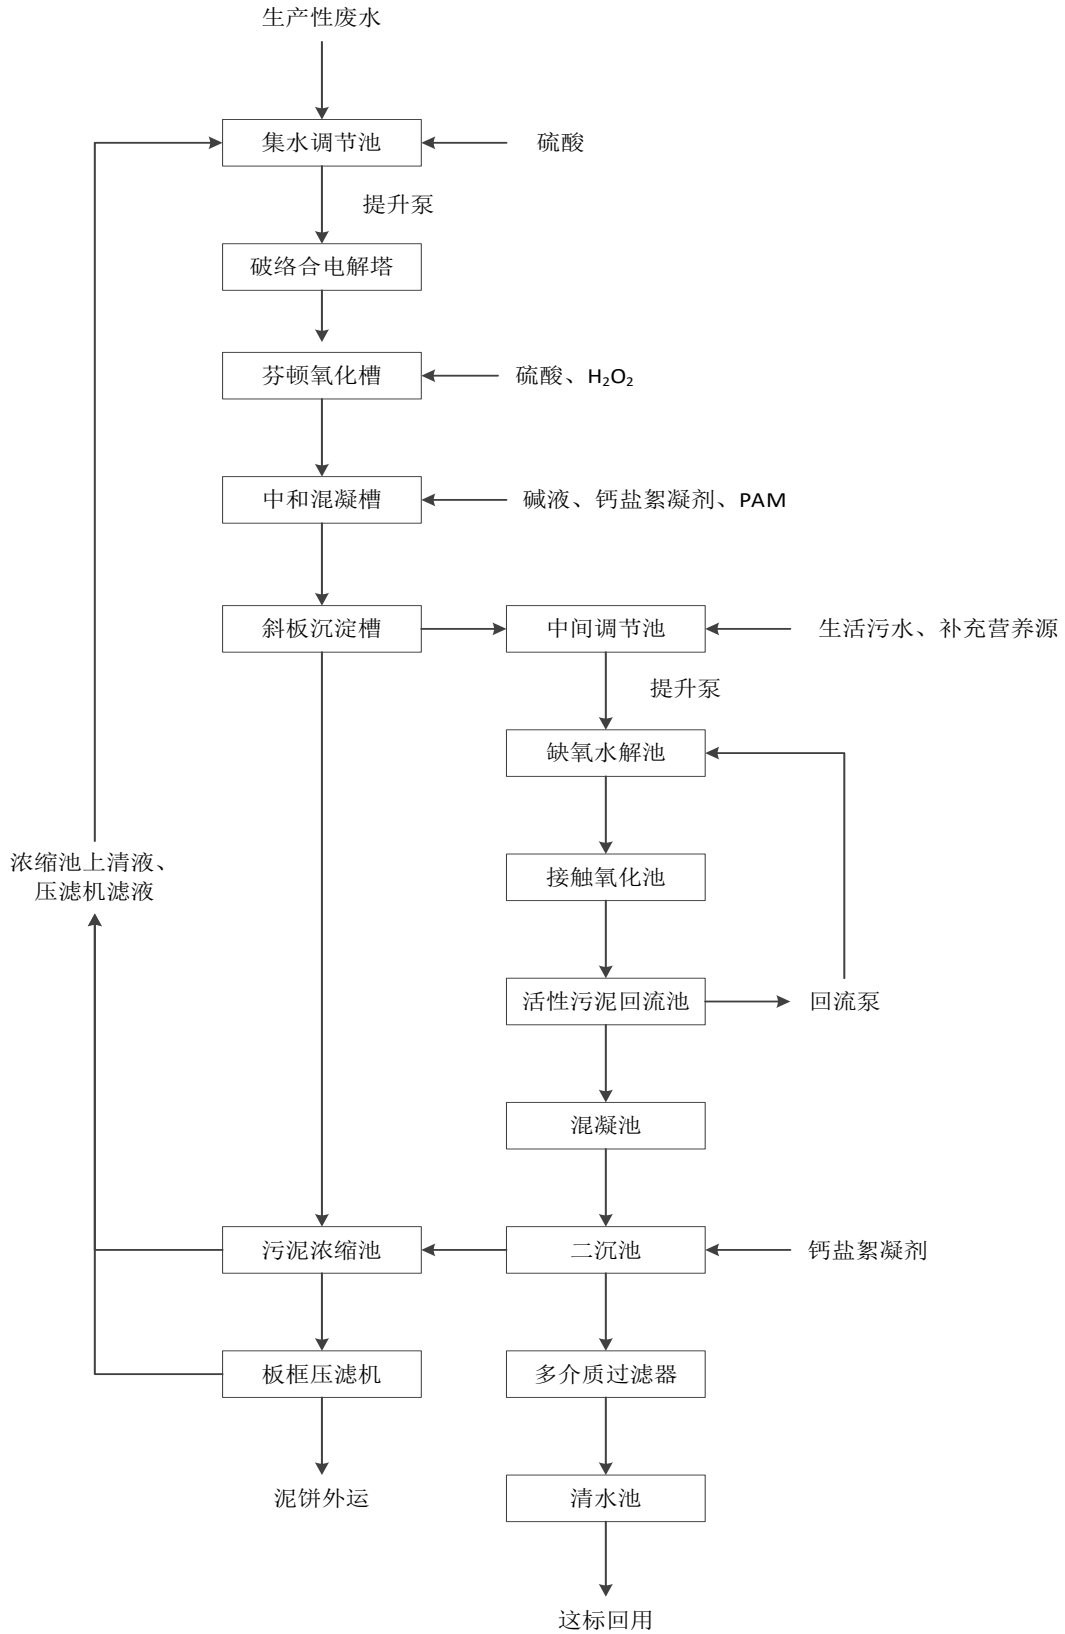 生产性废水
集水调节池
硫酸
提升泵
破络合电解塔
芬顿氧化槽
硫酸、H₂O₂
中和混凝槽
碱液、钙盐絮凝剂、PAM
斜板沉淀槽
中间调节池
生活污水、补充营养源
提升泵
缺氧水解池
浓缩池上清液、
压滤机滤液
接触氧化池
活性污泥回流池
回流泵
混凝池
污泥浓缩池
二沉池
钙盐絮凝剂
板框压滤机
多介质过滤器
泥饼外运
清水池
这标回用